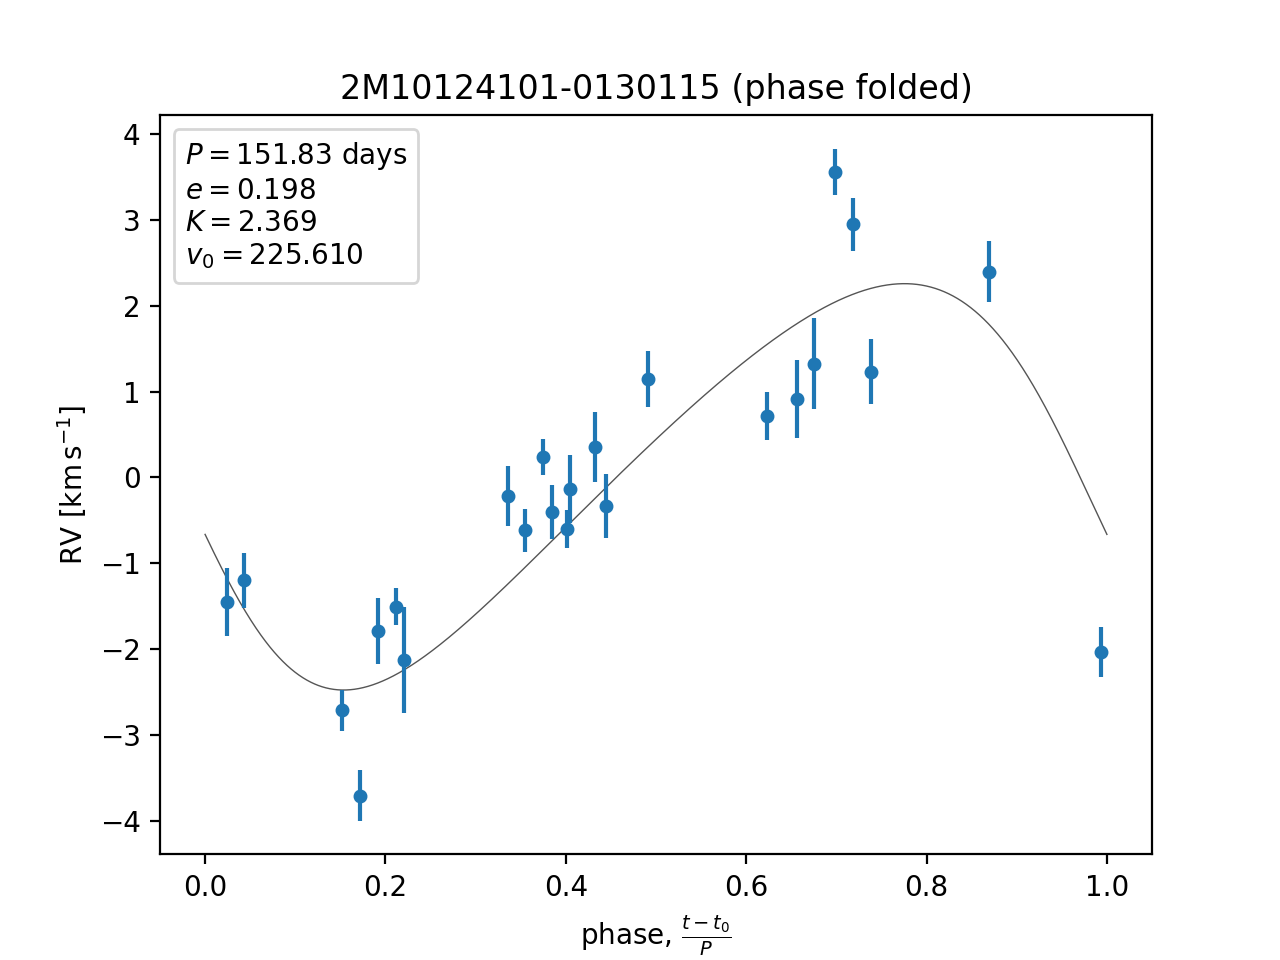 2M10124101-0130115 (phase folded)
P = 151.83 days
e = 0.198
K = 2.369
v₀ = 225.610
4
3
2
1
0
−1
−2
−3
−4
RV [km s⁻¹]
0.0 0.2 0.4 0.6 0.8 1.0
phase, (t − t₀)/P